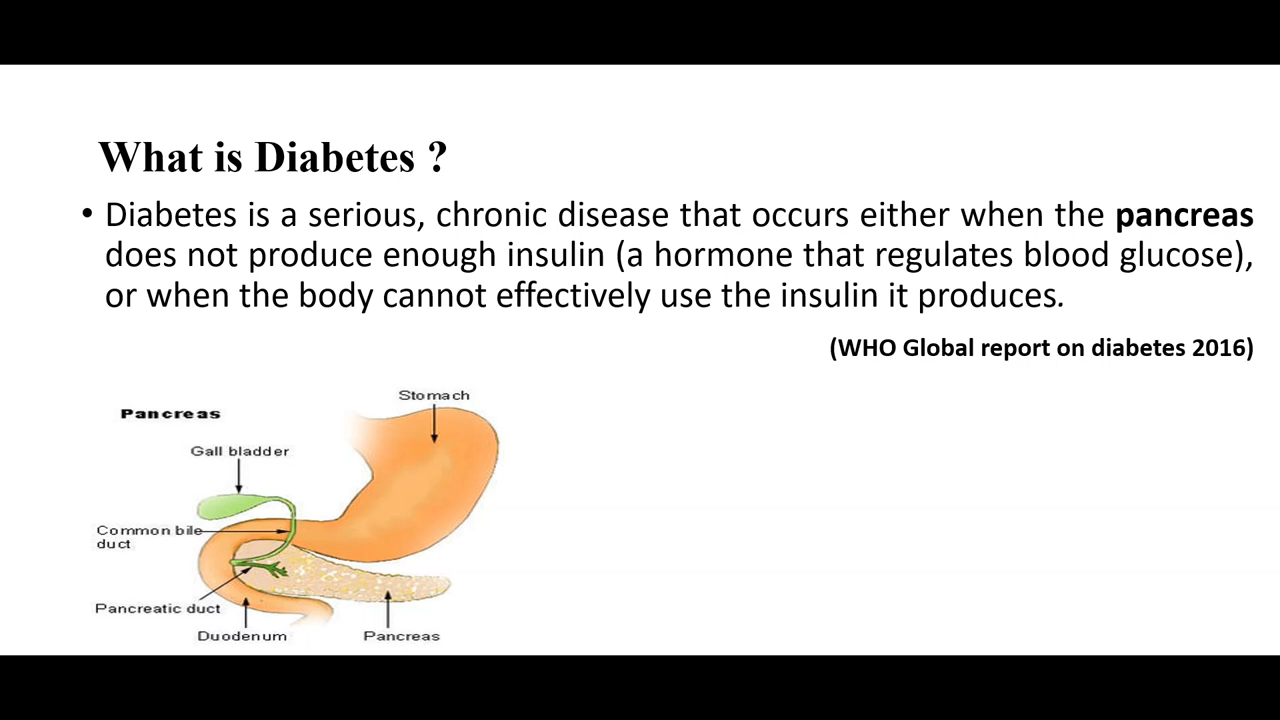 What is Diabetes ?
• Diabetes is a serious, chronic disease that occurs either when the pancreas
does not produce enough insulin (a hormone that regulates blood glucose),
or when the body cannot effectively use the insulin it produces.
(WHO Global report on diabetes 2016)
Stomach
Pancreas
Gall bladder
Common bile
duct
Pancreatic duct
Duodenum
Pancreas